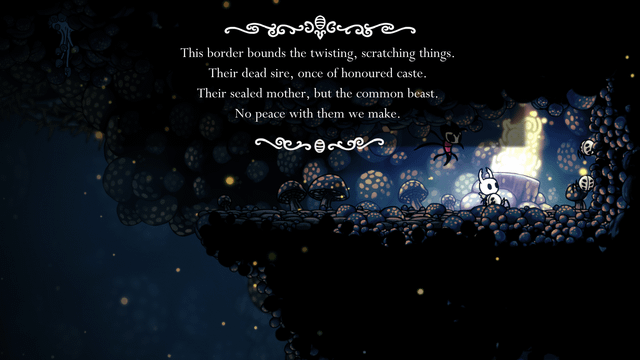 This border bounds the twisting, scratching things.
Their dead sire, once of honoured caste.
Their sealed mother, but the common beast.
No peace with them we make.